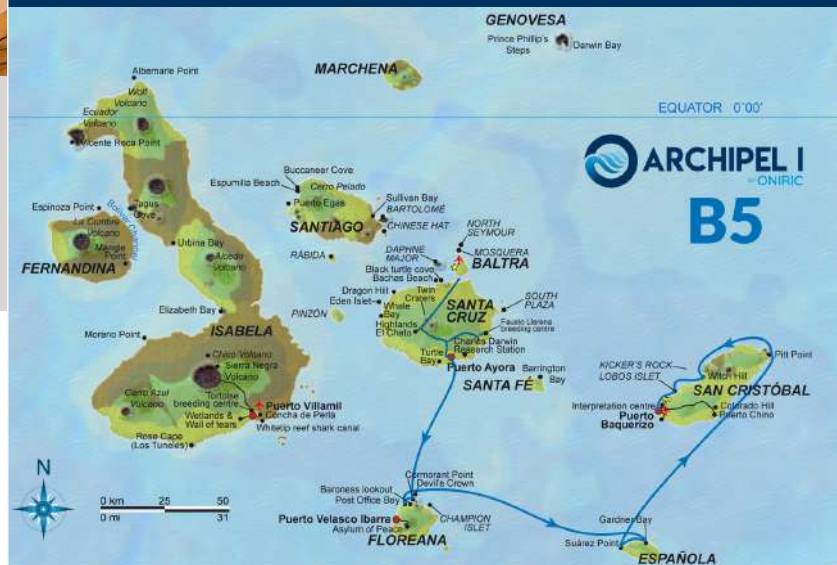 GENOVESA
Prince Phillip's
Steps
Darwin Bay
MARCHENA
Albemarle Point
Wolf
Volcano
Ecuador
Volcano
Vicente Roca Point
EQUATOR 0°00'
ARCHIPEL I
BY ONIRIC
B5
Buccaneer Cove
Espumilla Beach
Cerro Pelado
Puerto Egas
Sullivan Bay
BARTOLOMÉ
SANTIAGO
CHINESE HAT
Espinoza Point
Tagus
Cove
Bolivar Channel
La Cumbre
Volcano
Mangle
Point
FERNANDINA
Urbina Bay
Alcedo
Volcano
RÁBIDA
NORTH
SEYMOUR
DAPHNE
MAJOR
MOSQUERA
BALTRA
Black turtle cove
Bachas Beach
Dragon Hill
Twin
Craters
Eden Islet
Whale
Bay
SANTA
CRUZ
SOUTH
PLAZA
PINZÓN
Highlands
El Chato
Fausto Llerena
breeding centre
Charles Darwin
Research Station
Turtle
Bay
Puerto Ayora
Elizabeth Bay
Moreno Point
ISABELA
Barrington
Bay
SANTA FÉ
KICKER'S ROCK
LOBOS ISLET
Pitt Point
Witch Hill
SAN CRISTÓBAL
Interpretation centre
Colorado Hill
Puerto
Baquerizo
Puerto Chino
Chico Volcano
Sierra Negra
Volcano
Cerro Azul
Volcano
Tortoise
breeding centre
Puerto Villamil
Wetlands &
Wall of tears
Concha de Perla
Whitetip reef shark canal
Rose Cape
(Los Tuneles)
N
0 km 25 50
0 mi 31
Cormorant Point
Devil's Crown
Baroness lookout
Post Office Bay
Puerto Velasco Ibarra
CHAMPION
ISLET
Asylum of Peace
FLOREANA
Gardner Bay
Suárez Point
ESPAÑOLA